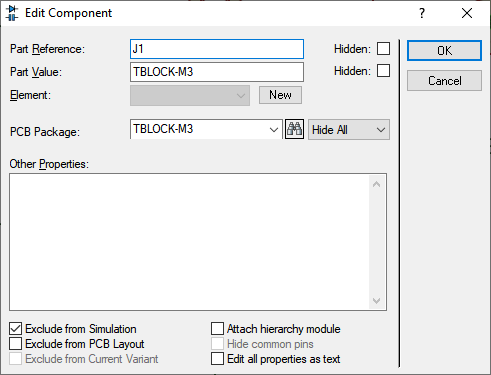 Edit Component
? ×
Part Reference: J1 Hidden: OK
Part Value: TBLOCK-M3 Hidden: Cancel
Element: New
PCB Package: TBLOCK-M3 Hide All
Other Properties:
Exclude from Simulation Attach hierarchy module
Exclude from PCB Layout Hide common pins
Exclude from Current Variant Edit all properties as text